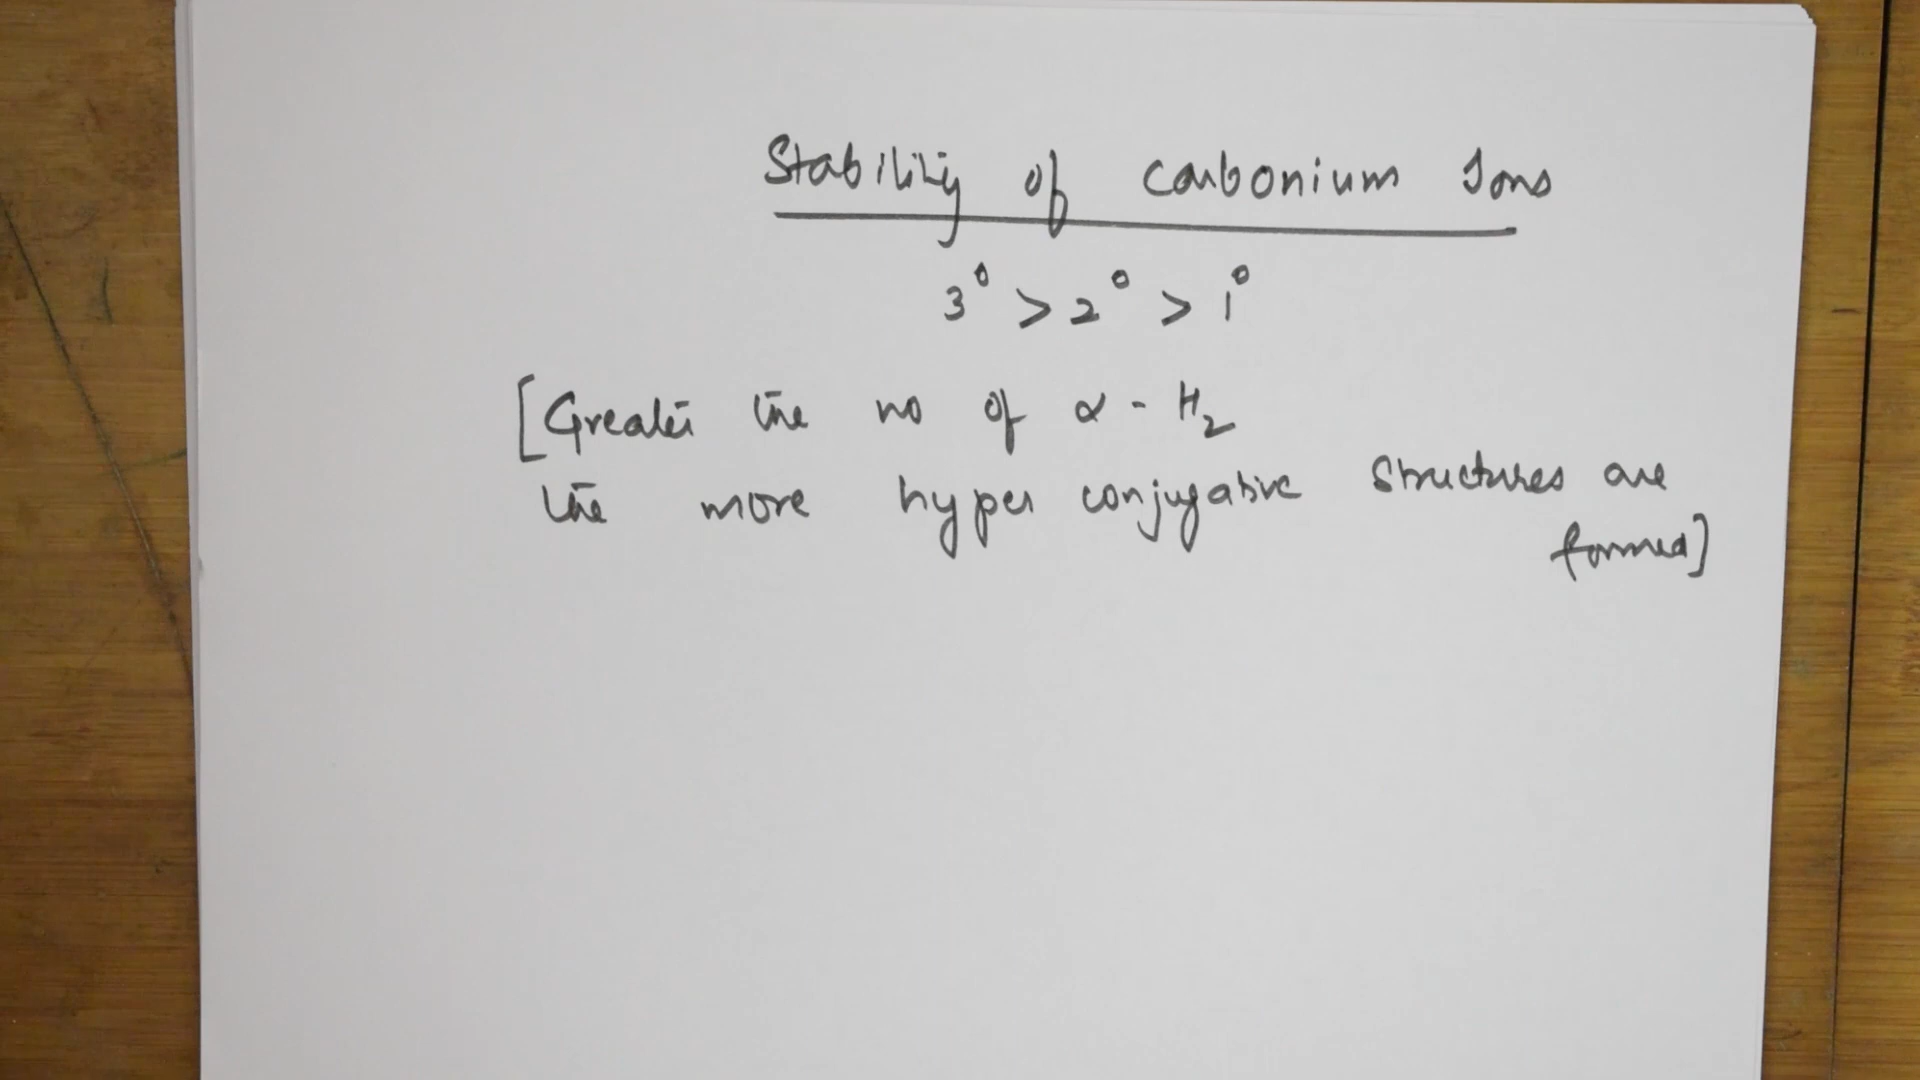 Stability of carbonium Ions
3° > 2° > 1°
[Greater the no of α - H₂
the more hyper conjugative structures are
formed]